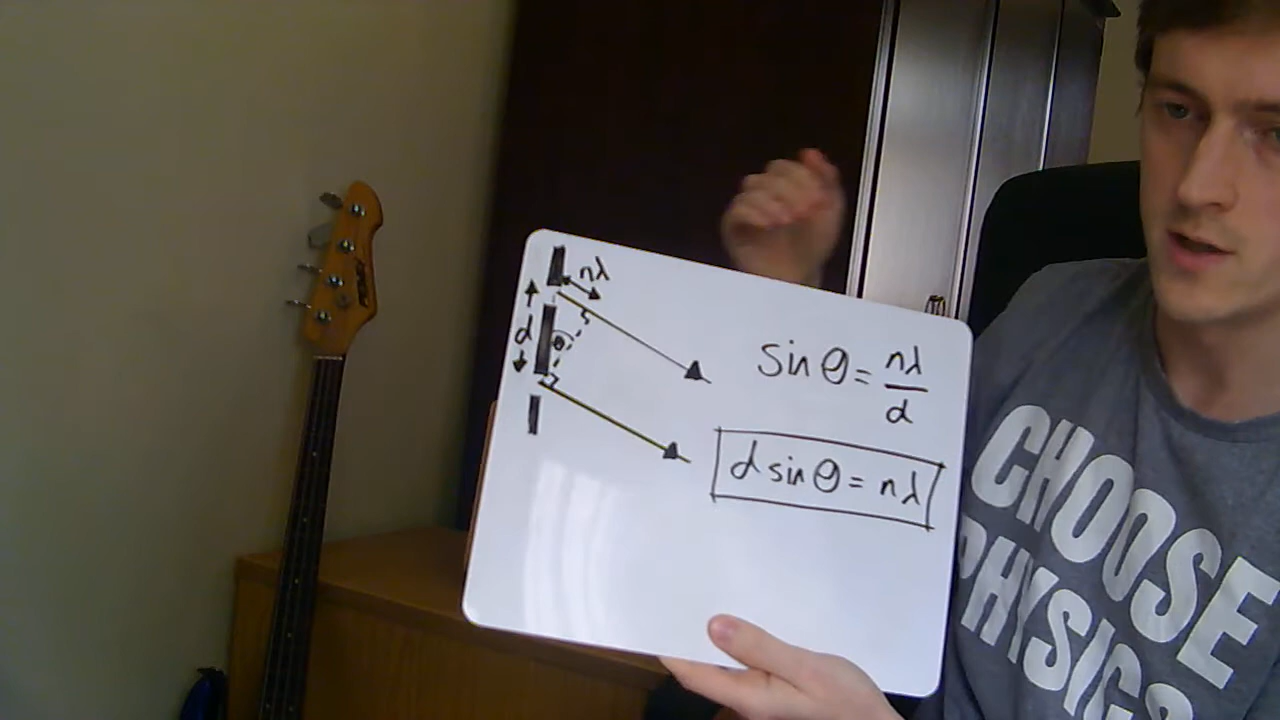 nλ
d
θ
sin θ = nλ/d
d sin θ = nλ
CHOOSE
PHYSICS